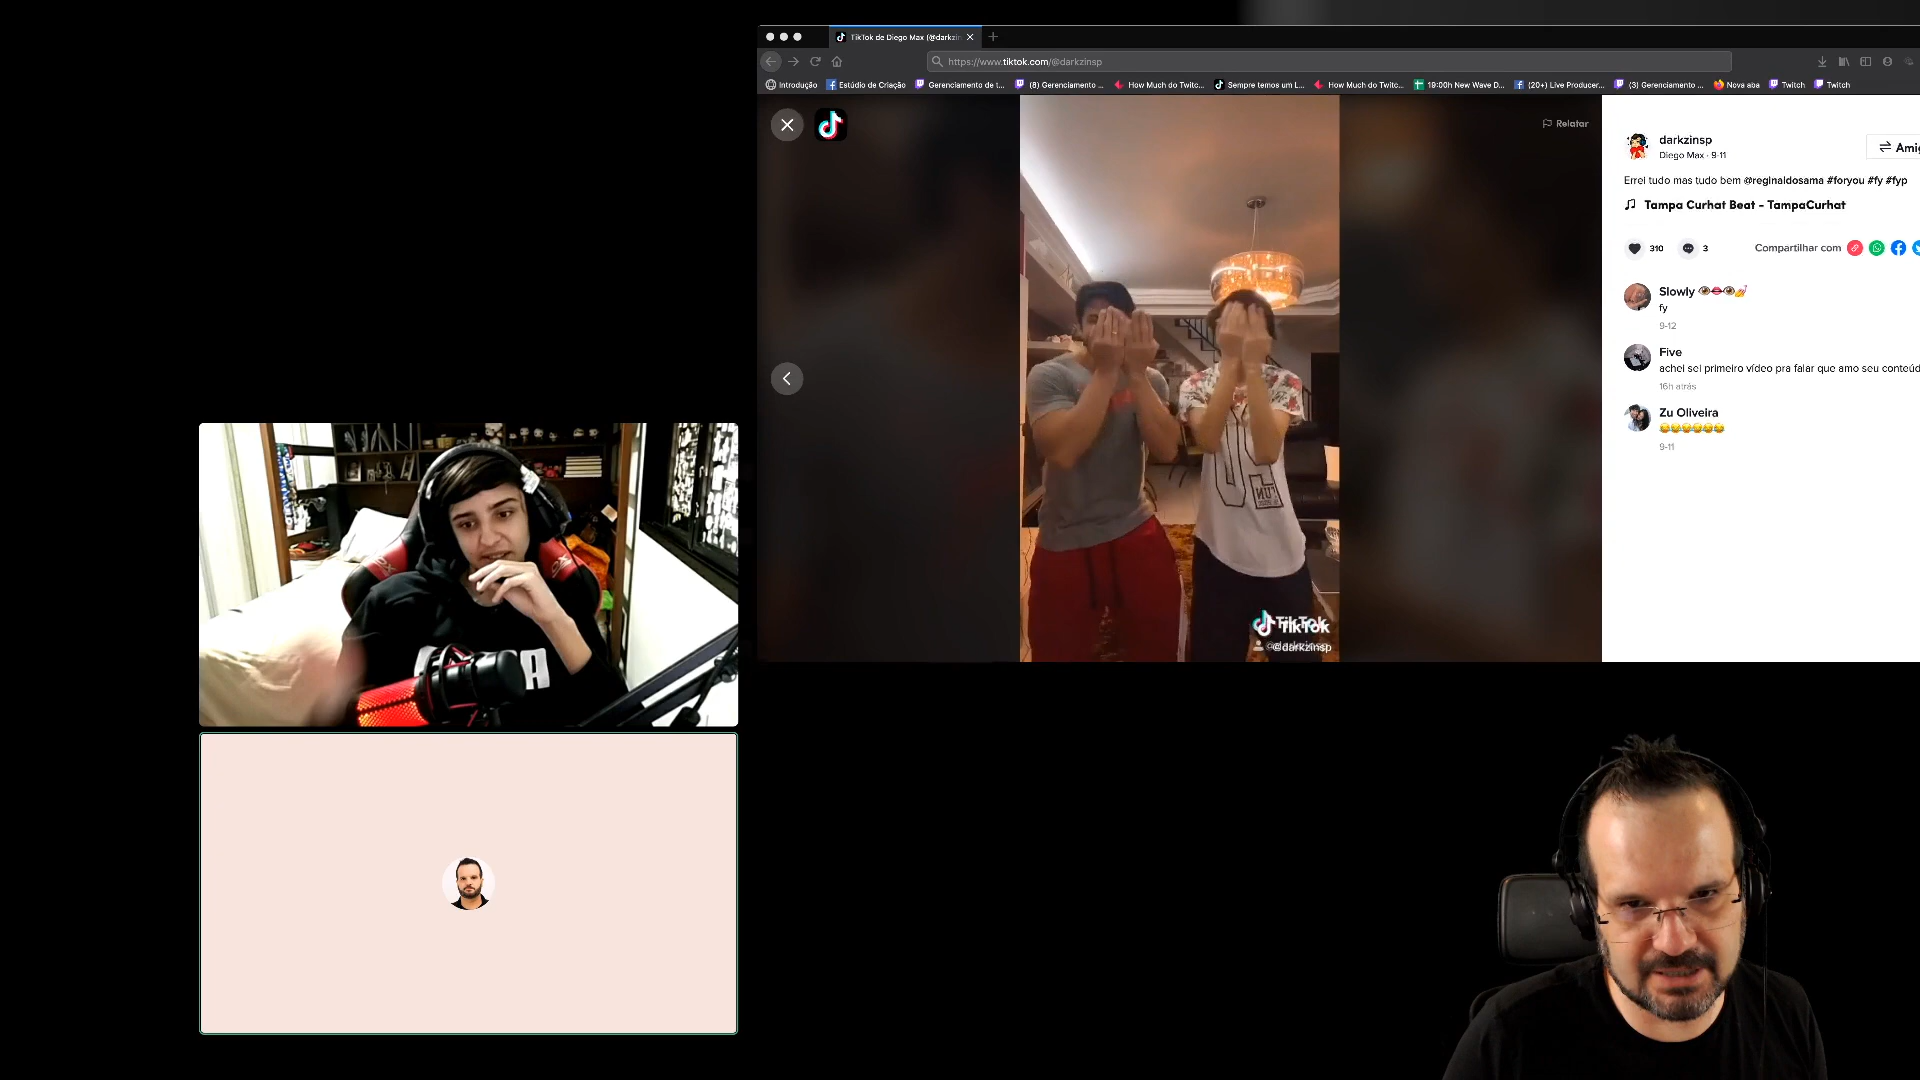 TikTok de Diego Max (@darkzin
https://www.tiktok.com/@darkzinsp
Introdução
Estúdio de Criação
Gerenciamento de t...
(8) Gerenciamento ...
How Much do Twitc...
Sempre temos um L...
How Much do Twitc...
19:00h New Wave D...
(20+) Live Producer...
(3) Gerenciamento ...
Nova aba
Twitch
Twitch
Relatar
darkzinsp
Diego Max · 9-11
Amig
Errei tudo mas tudo bem @reginaldosama #foryou #fy #fyp
Tampa Curhat Beat - TampaCurhat
310
3
Compartilhar com
Slowly 👁️👄👁️💅
fy
9-12
Five
achei sei primeiro vídeo pra falar que amo seu conteúd
16h atrás
Zu Oliveira
😂😂😂😂😂😂
9-11
TikTok
@darkzinsp